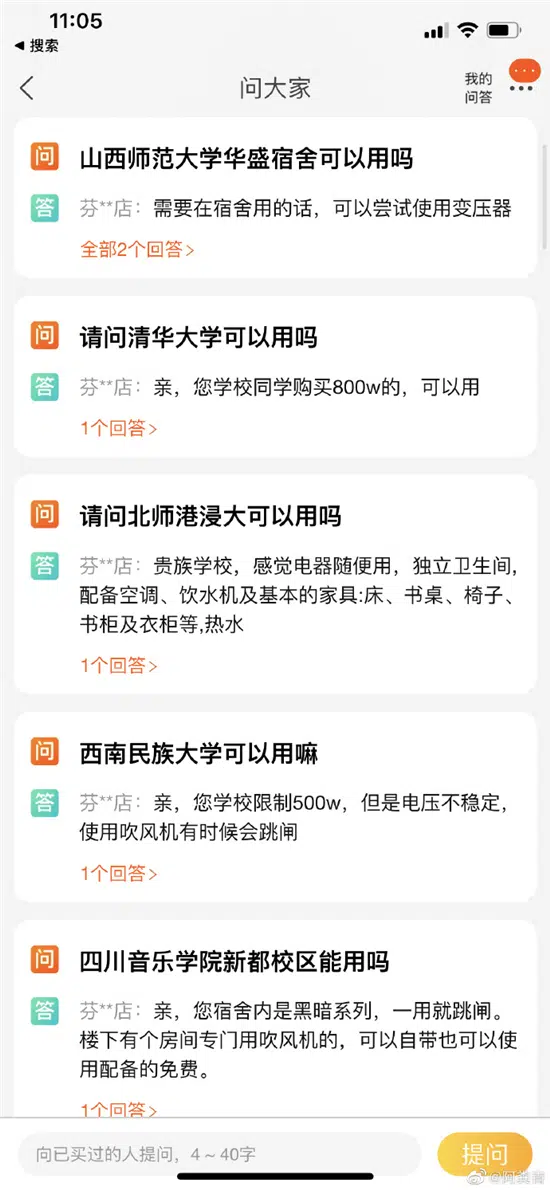 11:05
◀ 搜索
问大家
我的
问答
问 山西师范大学华盛宿舍可以用吗
答 芬**店：需要在宿舍用的话，可以尝试使用变压器
全部2个回答>
问 请问清华大学可以用吗
答 芬**店：亲，您学校同学购买800w的，可以用
1个回答>
问 请问北师港浸大可以用吗
答 芬**店：贵族学校，感觉电器随便用，独立卫生间,
配备空调、饮水机及基本的家具:床、书桌、椅子、
书柜及衣柜等,热水
1个回答>
问 西南民族大学可以用嘛
答 芬**店：亲，您学校限制500w，但是电压不稳定，
使用吹风机有时候会跳闸
1个回答>
问 四川音乐学院新都校区能用吗
答 芬**店：亲，您宿舍内是黑暗系列，一用就跳闸。
楼下有个房间专门用吹风机的，可以自带也可以使
用配备的免费。
1个回答>
向已买过的人提问，4～40字
提问